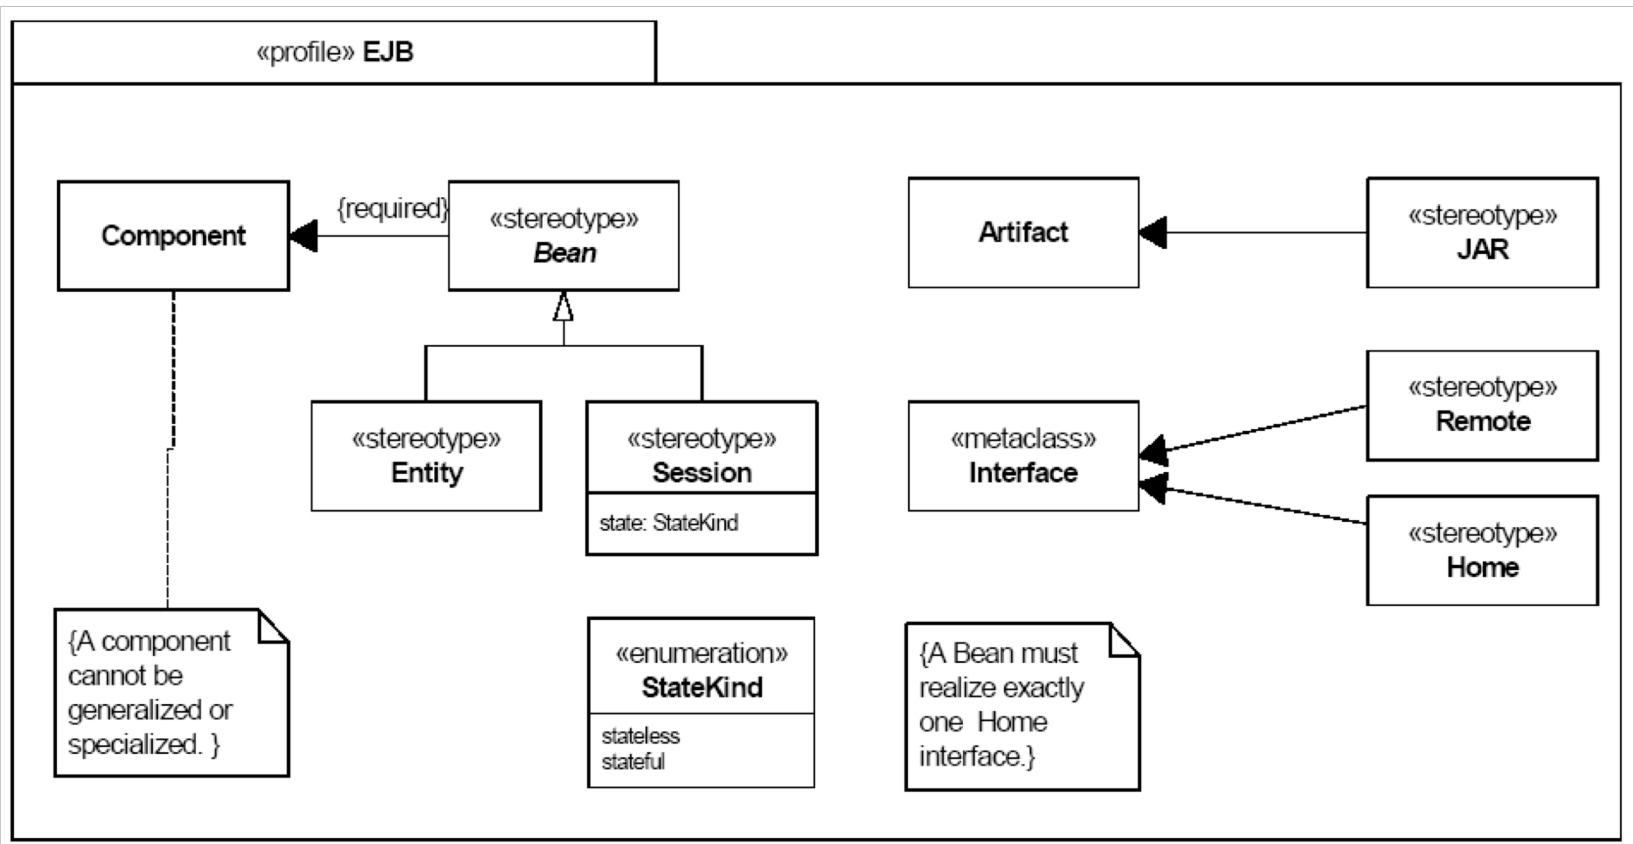 «profile» EJB
Component
{required}
«stereotype»
Bean
Artifact
«stereotype»
JAR
«stereotype»
Entity
«stereotype»
Session
state: StateKind
«metaclass»
Interface
«stereotype»
Remote
«stereotype»
Home
{A component
cannot be
generalized or
specialized. }
«enumeration»
StateKind
stateless
stateful
{A Bean must
realize exactly
one Home
interface.}